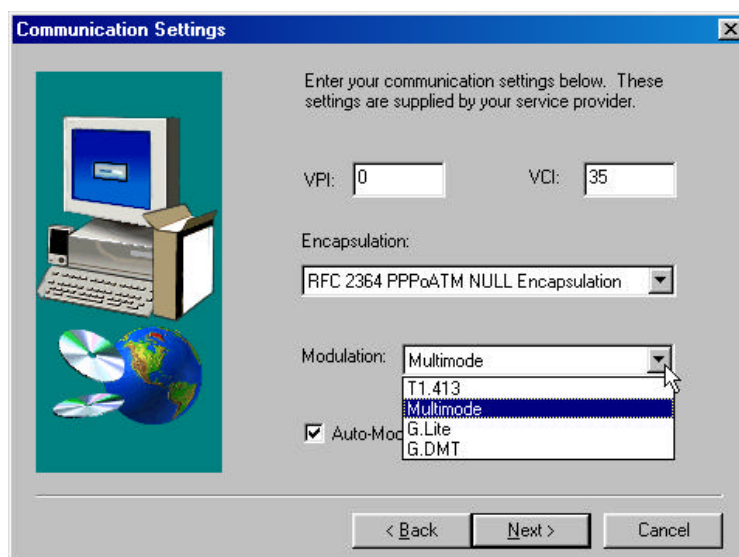 Communication Settings
Enter your communication settings below. These
settings are supplied by your service provider.
VPI: 0 VCI: 35
Encapsulation:
RFC 2364 PPPoATM NULL Encapsulation
Modulation: Multimode
T1.413
Multimode
G.Lite
G.DMT
Auto-Mod
< Back Next > Cancel